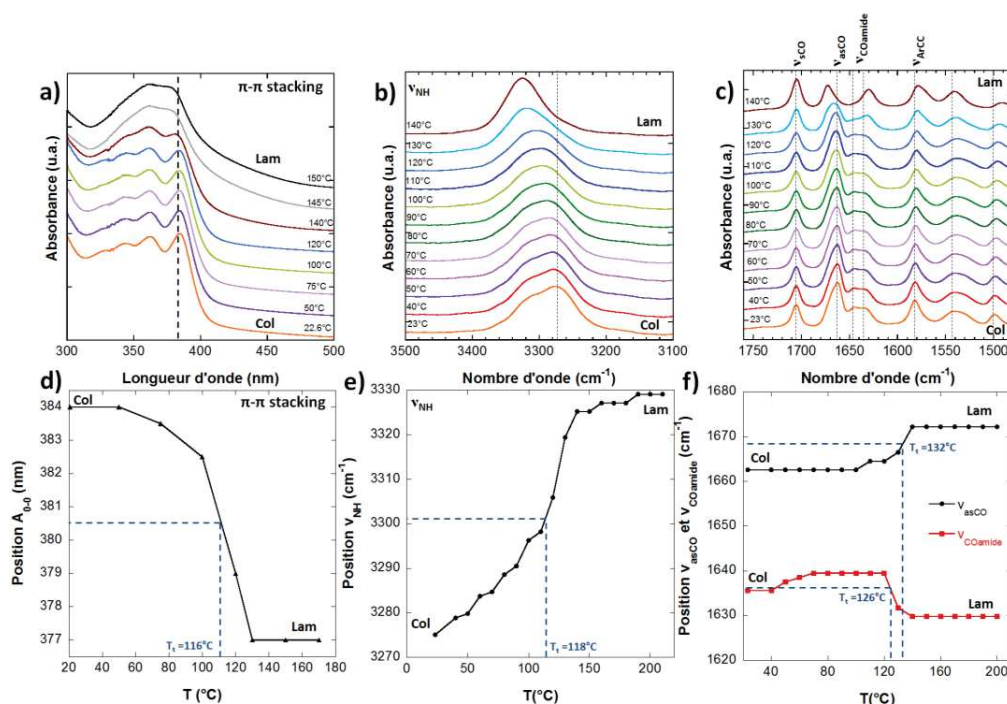 a)
π-π stacking
Lam
150°C
145°C
140°C
120°C
100°C
75°C
50°C
22.6°C
Col
Absorbance (u.a.)
300 350 400 450 500
Longueur d'onde (nm)
b)
νNH
Lam
140°C
130°C
120°C
110°C
100°C
90°C
80°C
70°C
60°C
50°C
40°C
23°C
Col
Absorbance (u.a.)
3500 3400 3300 3200 3100
Nombre d'onde (cm-1)
νsCO
νasCO
νCOamide
νArCC
c)
Lam
140°C
130°C
120°C
110°C
100°C
90°C
80°C
70°C
60°C
50°C
40°C
23°C
Col
Absorbance (u.a.)
1750 1700 1650 1600 1550 1500
Nombre d'onde (cm-1)
d)
π-π stacking
Col
Lam
Tt =116°C
Position A0-0 (nm)
384
383
382
381
380
379
378
377
20 40 60 80 100 120 140 160 180
T (°C)
e)
νNH
Lam
Col
Tt =118°C
Position νNH (cm-1)
3330
3320
3310
3300
3290
3280
3270
0 50 100 150 200
T(°C)
f)
Lam
Tt =132°C
Col
νasCO
νCOamide
Col
Tt =126°C
Lam
Position νasCO et νCOamide (cm-1)
1680
1670
1660
1650
1640
1630
1620
40 80 120 160 200
T(°C)